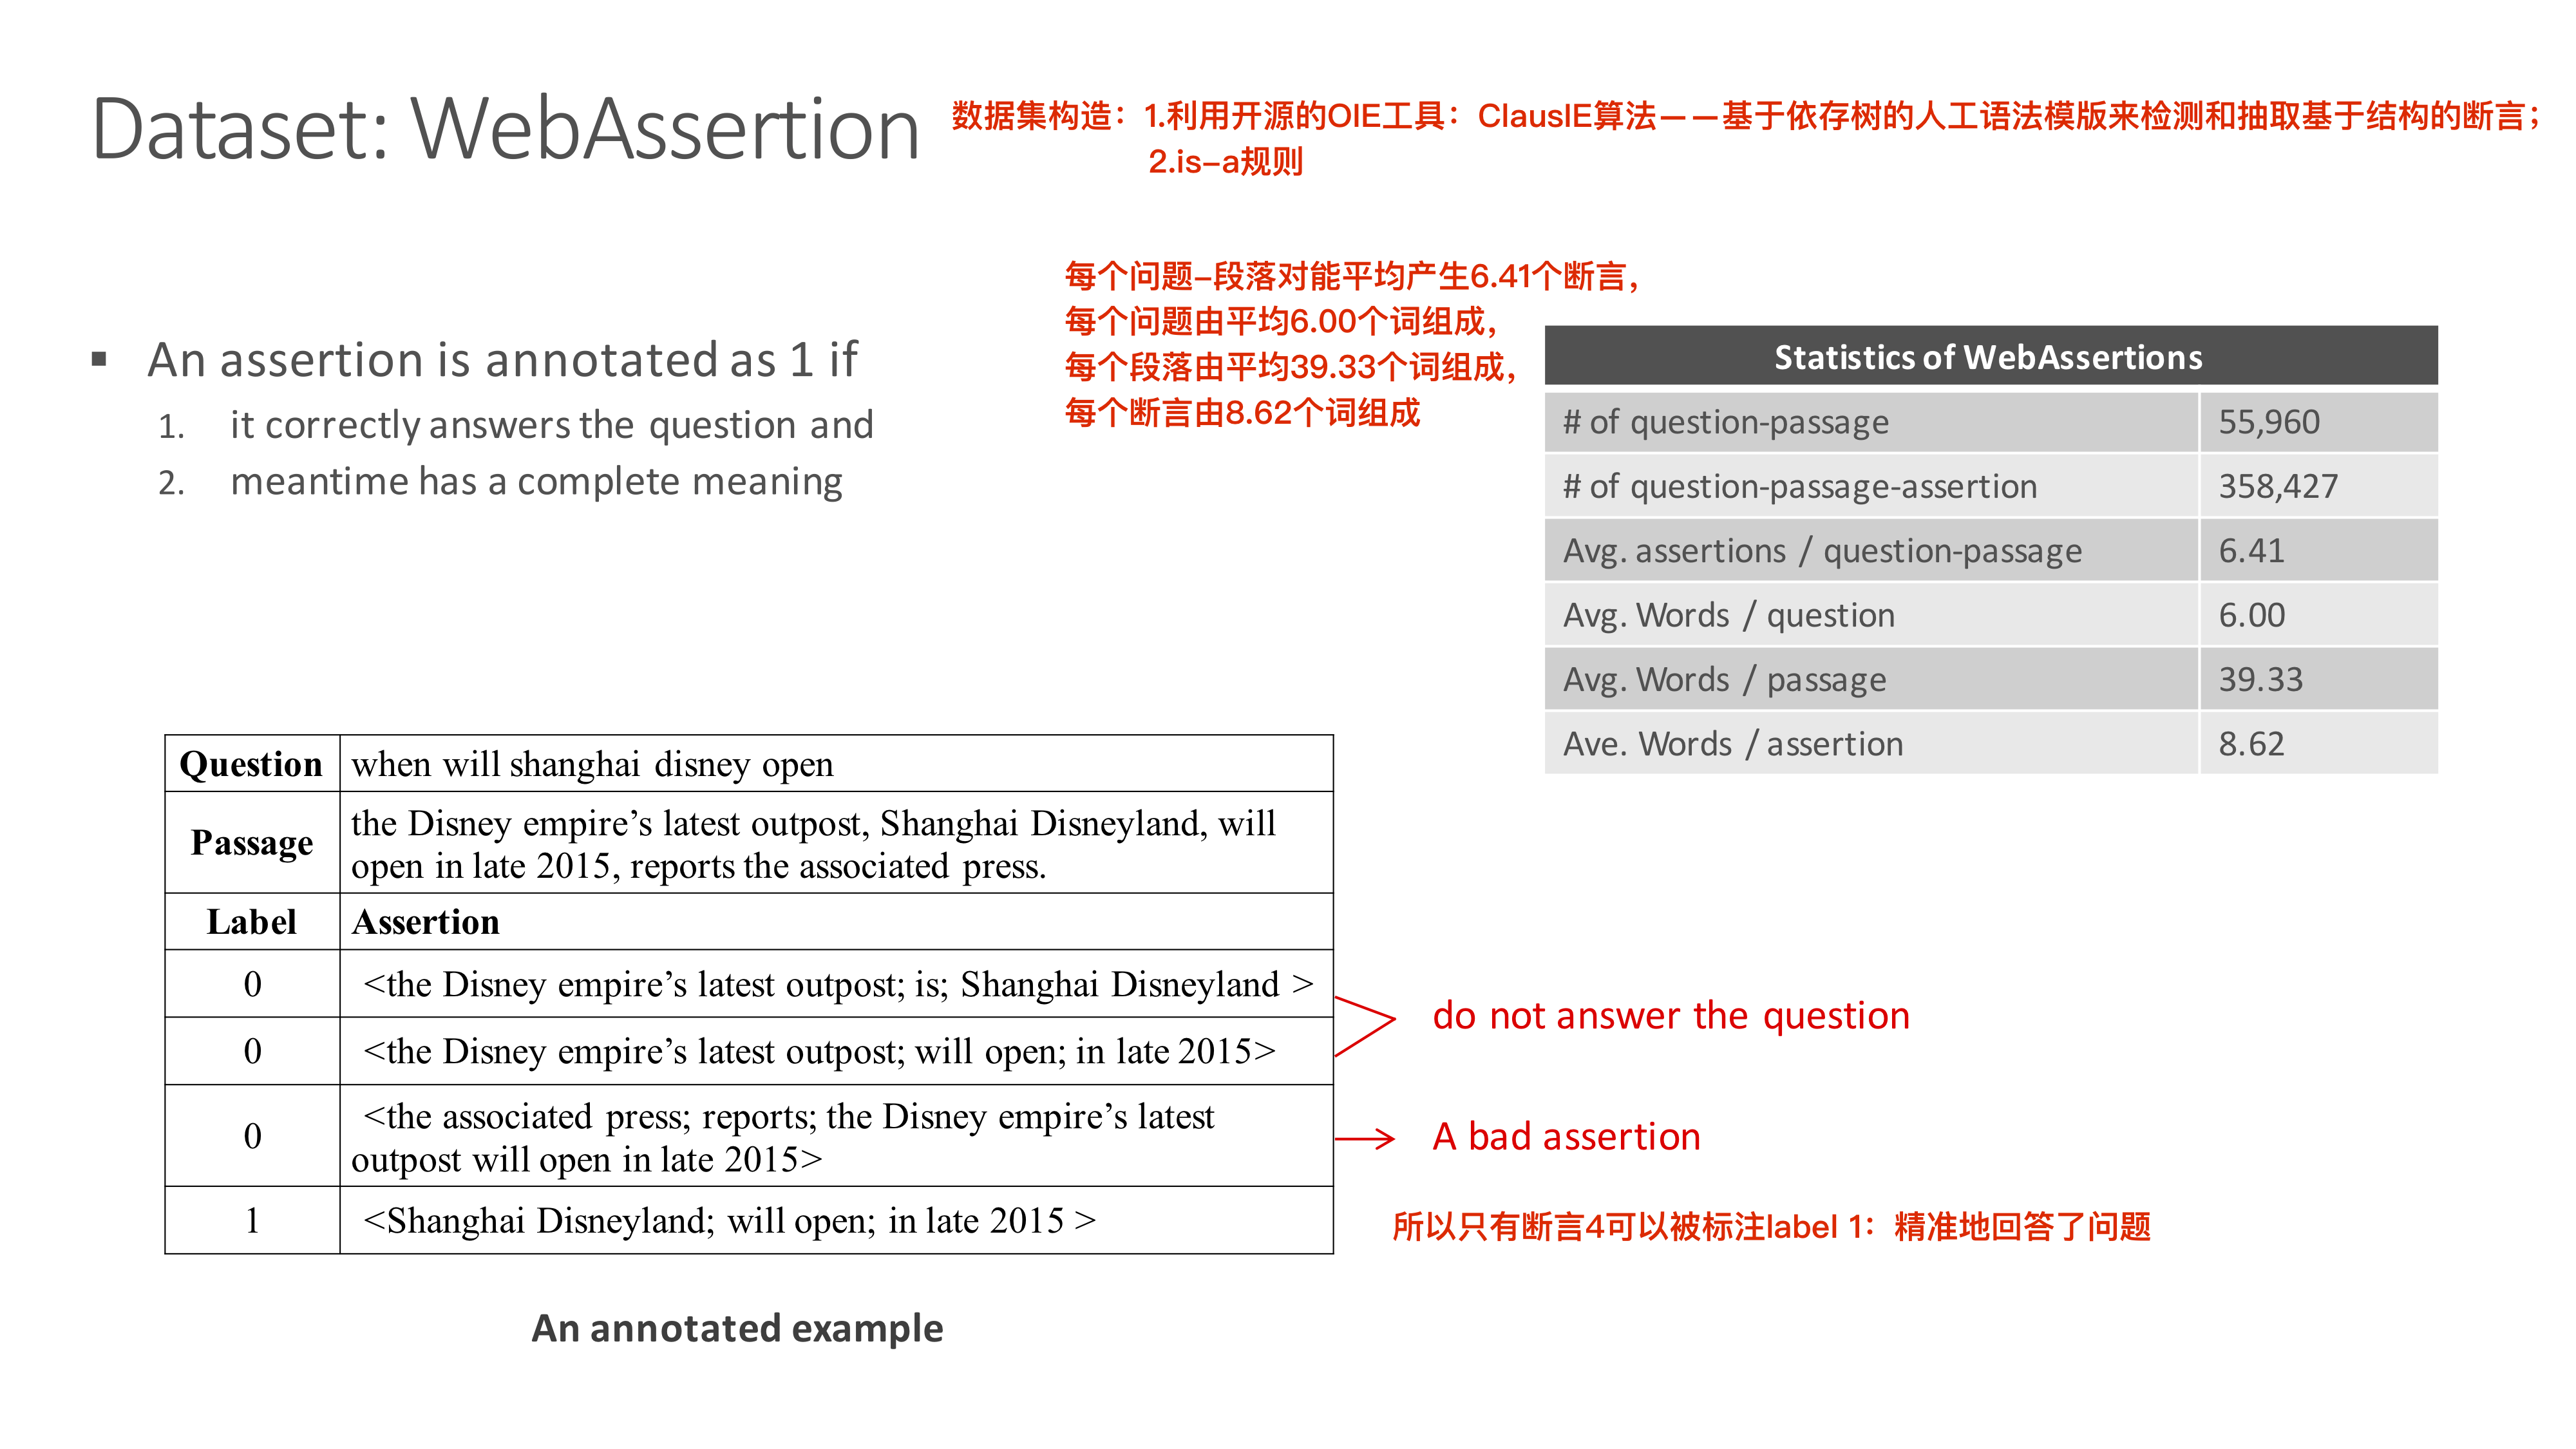 Dataset: WebAssertion
数据集构造：1.利用开源的OIE工具：ClausIE算法——基于依存树的人工语法模版来检测和抽取基于结构的断言；
2.is-a规则
每个问题-段落对能平均产生6.41个断言，
每个问题由平均6.00个词组成，
每个段落由平均39.33个词组成，
每个断言由8.62个词组成
▪ An assertion is annotated as 1 if
1. it correctly answers the question and
2. meantime has a complete meaning
Statistics of WebAssertions
# of question-passage 55,960
# of question-passage-assertion 358,427
Avg. assertions / question-passage 6.41
Avg. Words / question 6.00
Avg. Words / passage 39.33
Ave. Words / assertion 8.62
Question when will shanghai disney open
Passage the Disney empire’s latest outpost, Shanghai Disneyland, will
open in late 2015, reports the associated press.
Label Assertion
0 <the Disney empire’s latest outpost; is; Shanghai Disneyland >
0 <the Disney empire’s latest outpost; will open; in late 2015>
do not answer the question
0 <the associated press; reports; the Disney empire’s latest
outpost will open in late 2015>
A bad assertion
1 <Shanghai Disneyland; will open; in late 2015 >
所以只有断言4可以被标注label 1：精准地回答了问题
An annotated example